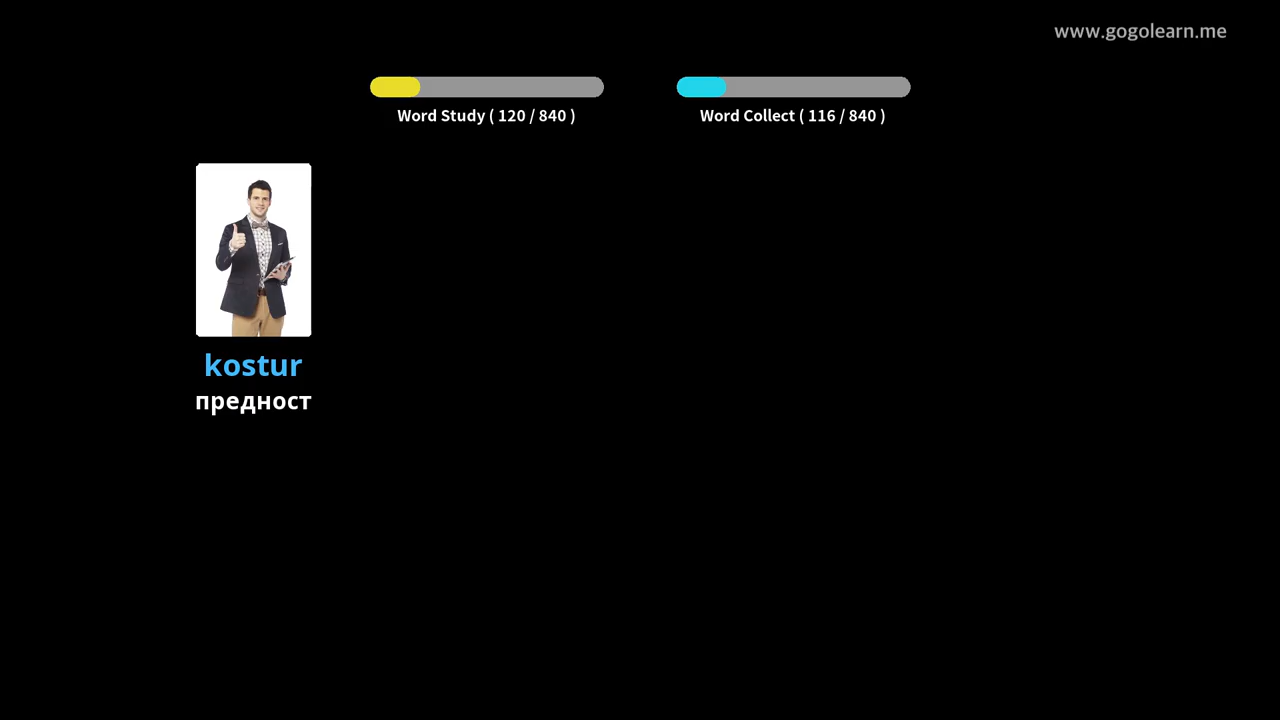 www.gogolearn.me
Word Study ( 120 / 840 )
Word Collect ( 116 / 840 )
kostur
предност